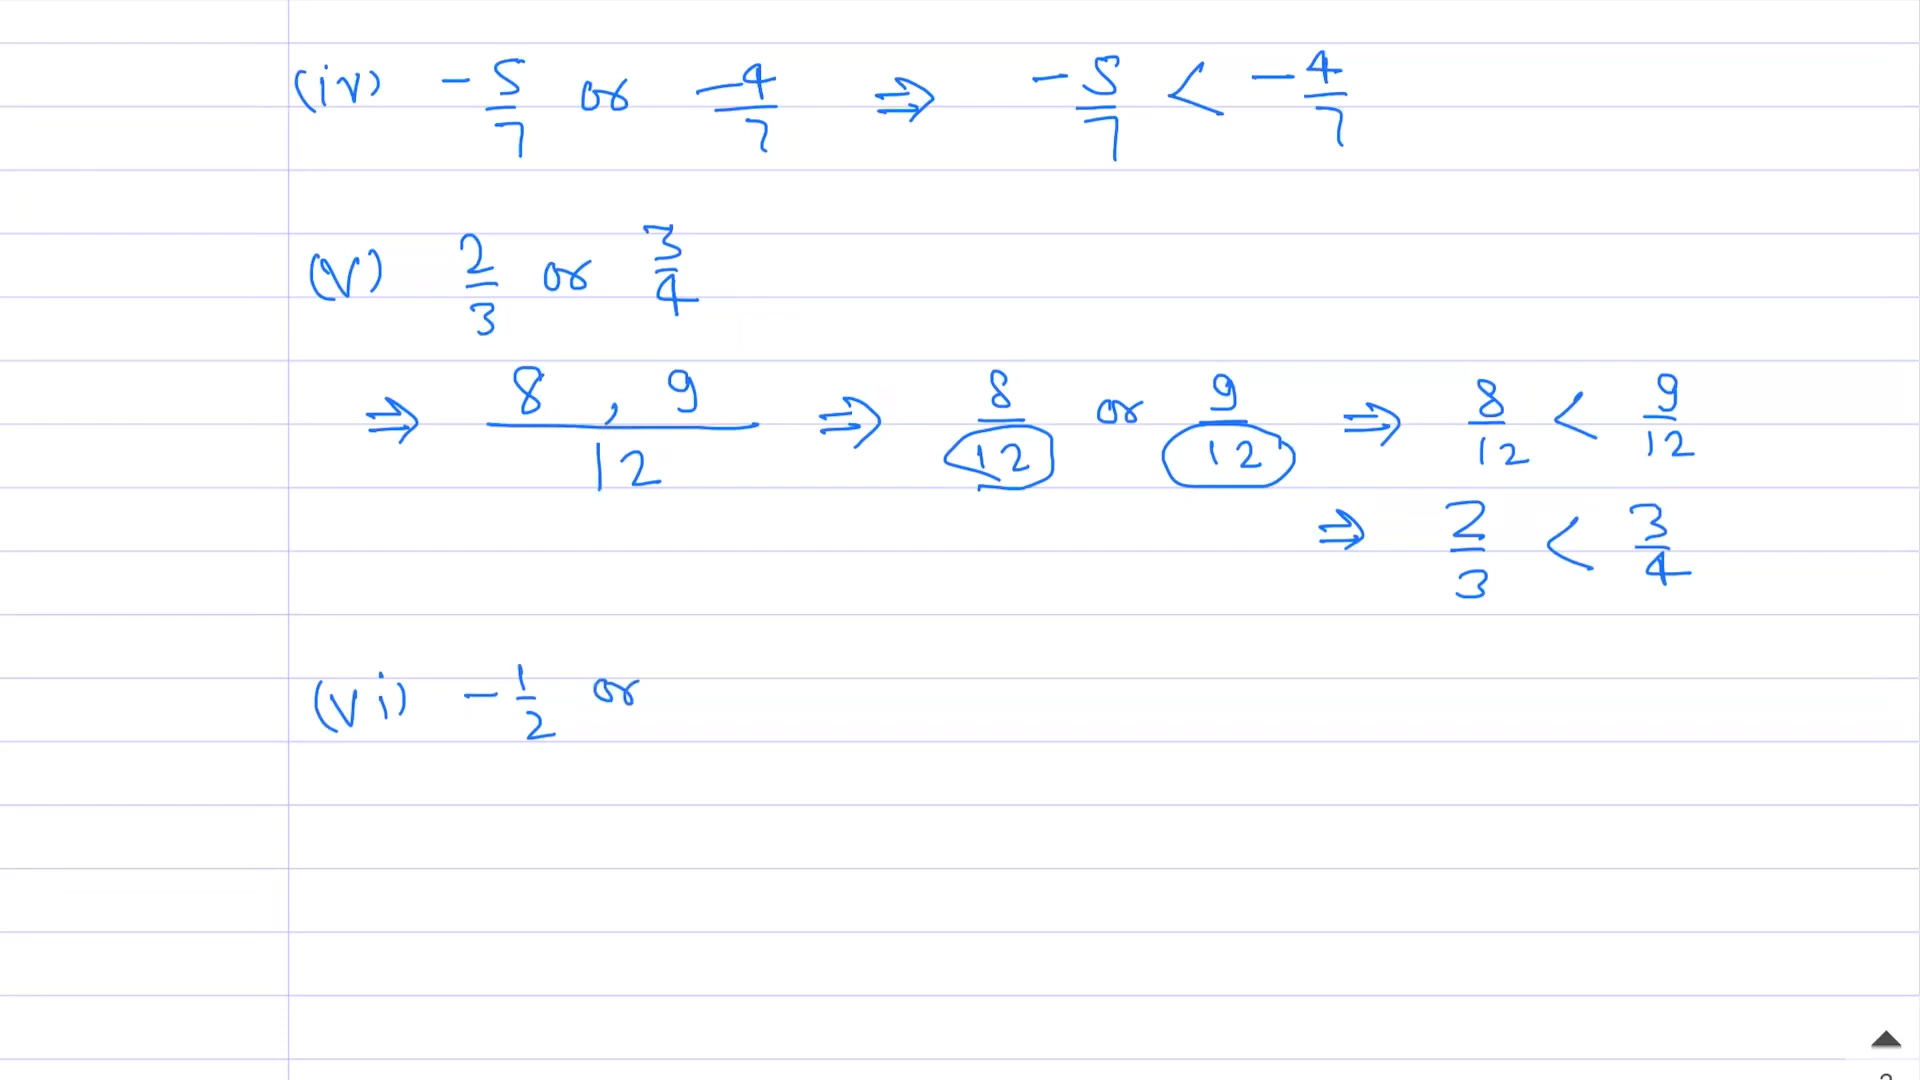 (iv) -5/7 or -4/7 ⇒ -5/7 < -4/7
(v) 2/3 or 3/4
⇒ 8 , 9 / 12 ⇒ 8/12 or 9/12 ⇒ 8/12 < 9/12
⇒ 2/3 < 3/4
(vi) -1/2 or